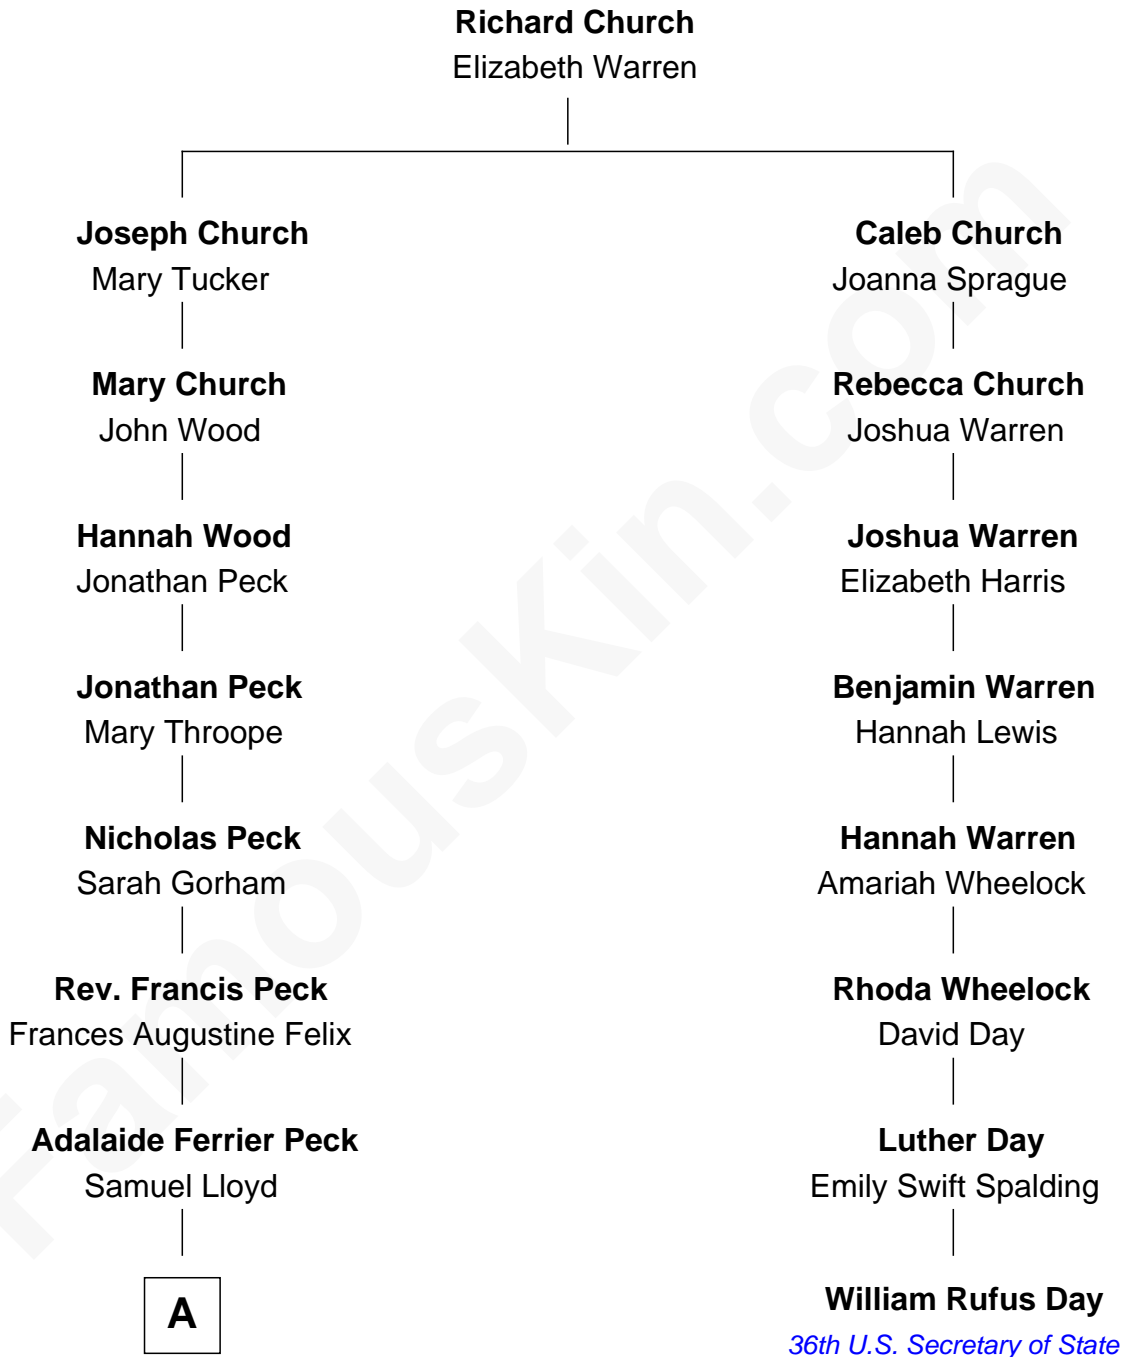 Richard Church
Elizabeth Warren
Joseph Church
Mary Tucker
Caleb Church
Joanna Sprague
Mary Church
John Wood
Rebecca Church
Joshua Warren
Hannah Wood
Jonathan Peck
Joshua Warren
Elizabeth Harris
Jonathan Peck
Mary Throope
Benjamin Warren
Hannah Lewis
Nicholas Peck
Sarah Gorham
Hannah Warren
Amariah Wheelock
Rev. Francis Peck
Frances Augustine Felix
Rhoda Wheelock
David Day
Adalaide Ferrier Peck
Samuel Lloyd
Luther Day
Emily Swift Spalding
A
William Rufus Day
36th U.S. Secretary of State
FamousKin.com